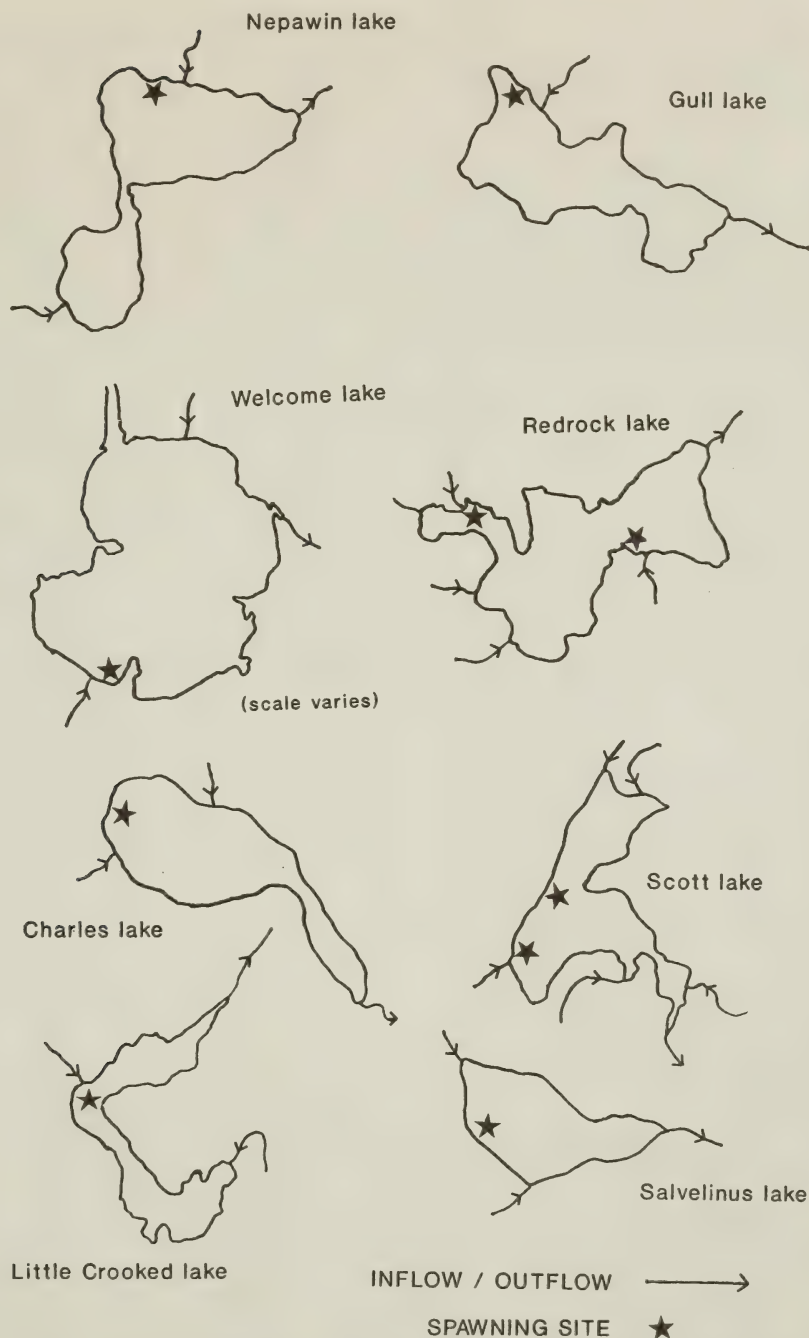 Nepawin lake
Gull lake
Welcome lake
Redrock lake
(scale varies)
Charles lake
Scott lake
Little Crooked lake
Salvelinus lake
INFLOW / OUTFLOW
SPAWNING SITE